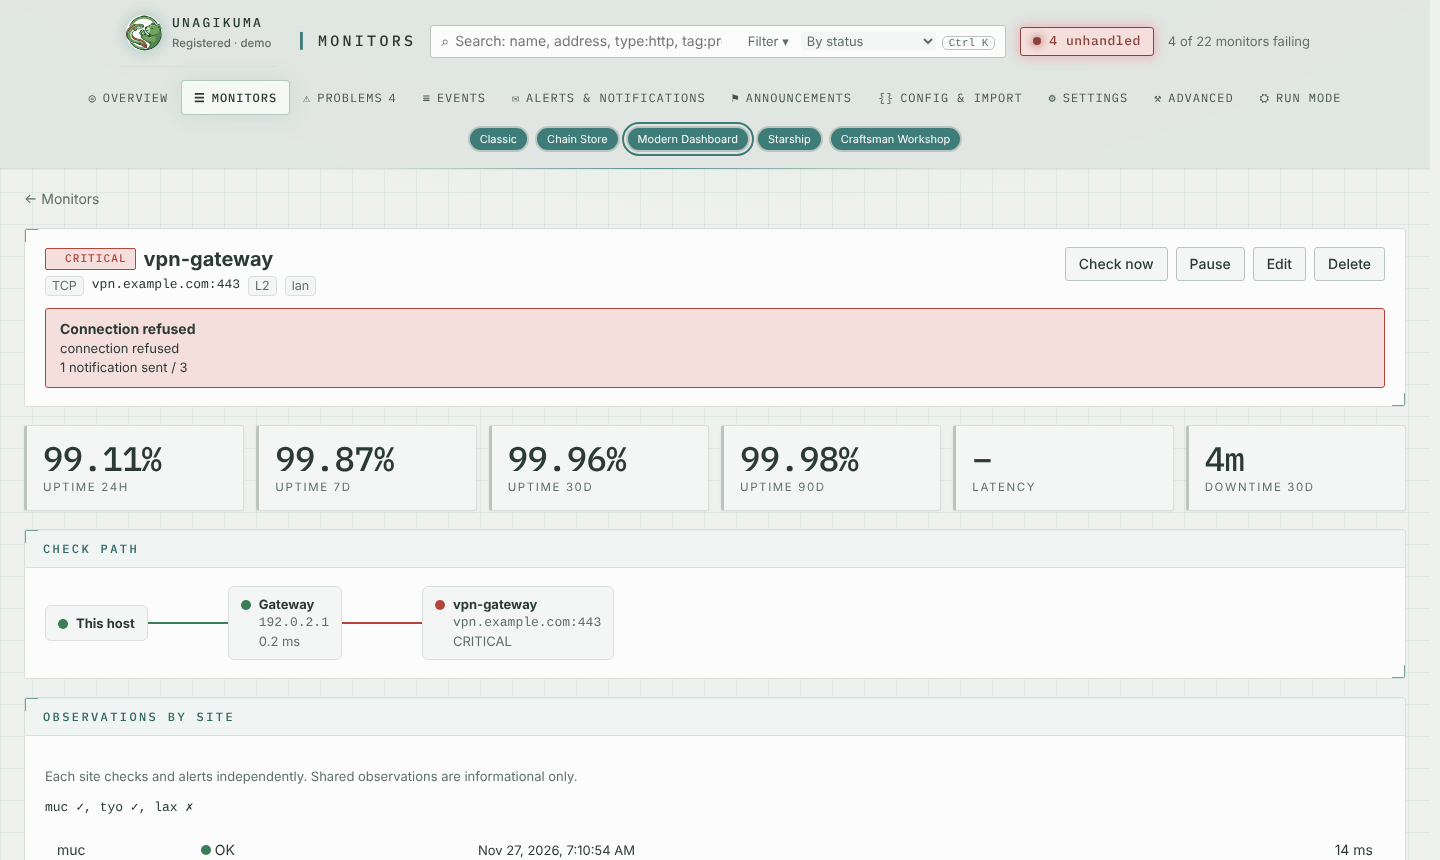 UNAGIKUMA
Registered · demo
MONITORS
⌕ Search: name, address, type:http, tag:pr
Filter ▾
By status
Ctrl K
4 unhandled
4 of 22 monitors failing
◎ OVERVIEW
☰ MONITORS
⚠ PROBLEMS 4
≡ EVENTS
✉ ALERTS & NOTIFICATIONS
⚑ ANNOUNCEMENTS
{} CONFIG & IMPORT
⚙ SETTINGS
⚒ ADVANCED
⌬ RUN MODE
Classic
Chain Store
Modern Dashboard
Starship
Craftsman Workshop
← Monitors
CRITICAL
vpn-gateway
Check now
Pause
Edit
Delete
TCP vpn.example.com:443 L2 lan
Connection refused
connection refused
1 notification sent / 3
99.11%
UPTIME 24H
99.87%
UPTIME 7D
99.96%
UPTIME 30D
99.98%
UPTIME 90D
–
LATENCY
4m
DOWNTIME 30D
CHECK PATH
This host
Gateway
192.0.2.1
0.2 ms
vpn-gateway
vpn.example.com:443
CRITICAL
OBSERVATIONS BY SITE
Each site checks and alerts independently. Shared observations are informational only.
muc ✓, tyo ✓, lax ✗
muc OK Nov 27, 2026, 7:10:54 AM 14 ms